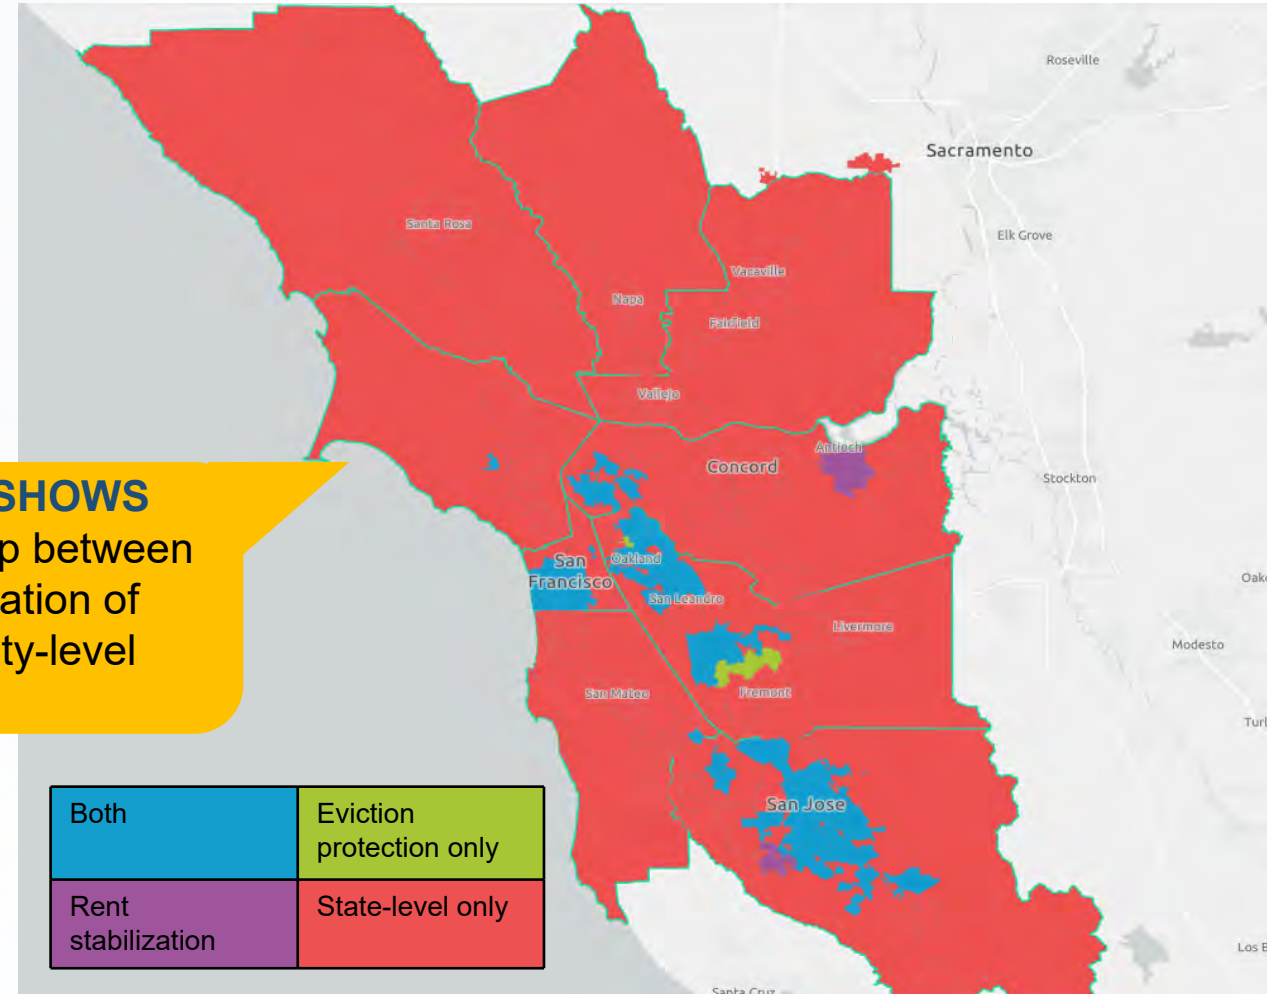 Roseville
Sacramento
Santa Rosa
Elk Grove
Vacaville
Napa
Fairfield
Vallejo
Antioch
Concord
Stockton
SHOWS
p between
ation of
ty-level
San
Francisco
Oakland
San Leandro
Oak
Livermore
Modesto
San Mateo
Fremont
Turl
San Jose
Both
Eviction
protection only
Rent
stabilization
State-level only
Los B
Santa Cruz